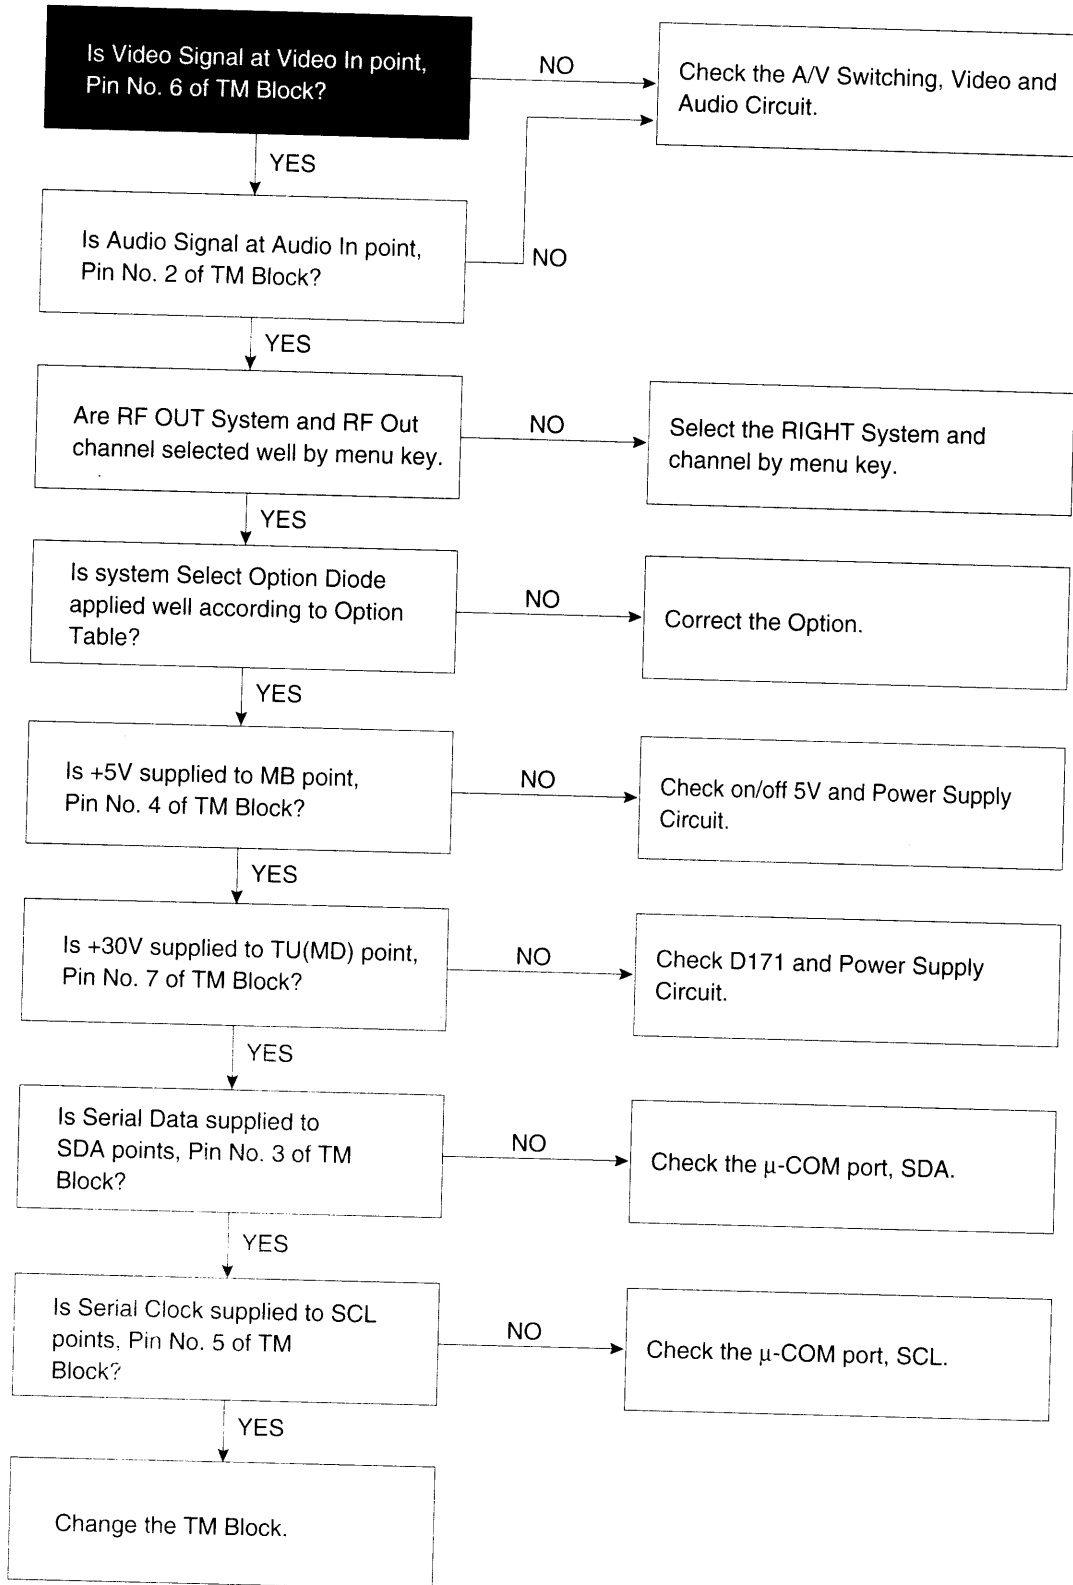 Is Video Signal at Video In point,
Pin No. 6 of TM Block?
NO
Check the A/V Switching, Video and
Audio Circuit.
YES
Is Audio Signal at Audio In point,
Pin No. 2 of TM Block?
NO
YES
Are RF OUT System and RF Out
channel selected well by menu key.
NO
Select the RIGHT System and
channel by menu key.
YES
Is system Select Option Diode
applied well according to Option
Table?
NO
Correct the Option.
YES
Is +5V supplied to MB point,
Pin No. 4 of TM Block?
NO
Check on/off 5V and Power Supply
Circuit.
YES
Is +30V supplied to TU(MD) point,
Pin No. 7 of TM Block?
NO
Check D171 and Power Supply
Circuit.
YES
Is Serial Data supplied to
SDA points, Pin No. 3 of TM
Block?
NO
Check the μ-COM port, SDA.
YES
Is Serial Clock supplied to SCL
points, Pin No. 5 of TM
Block?
NO
Check the μ-COM port, SCL.
YES
Change the TM Block.